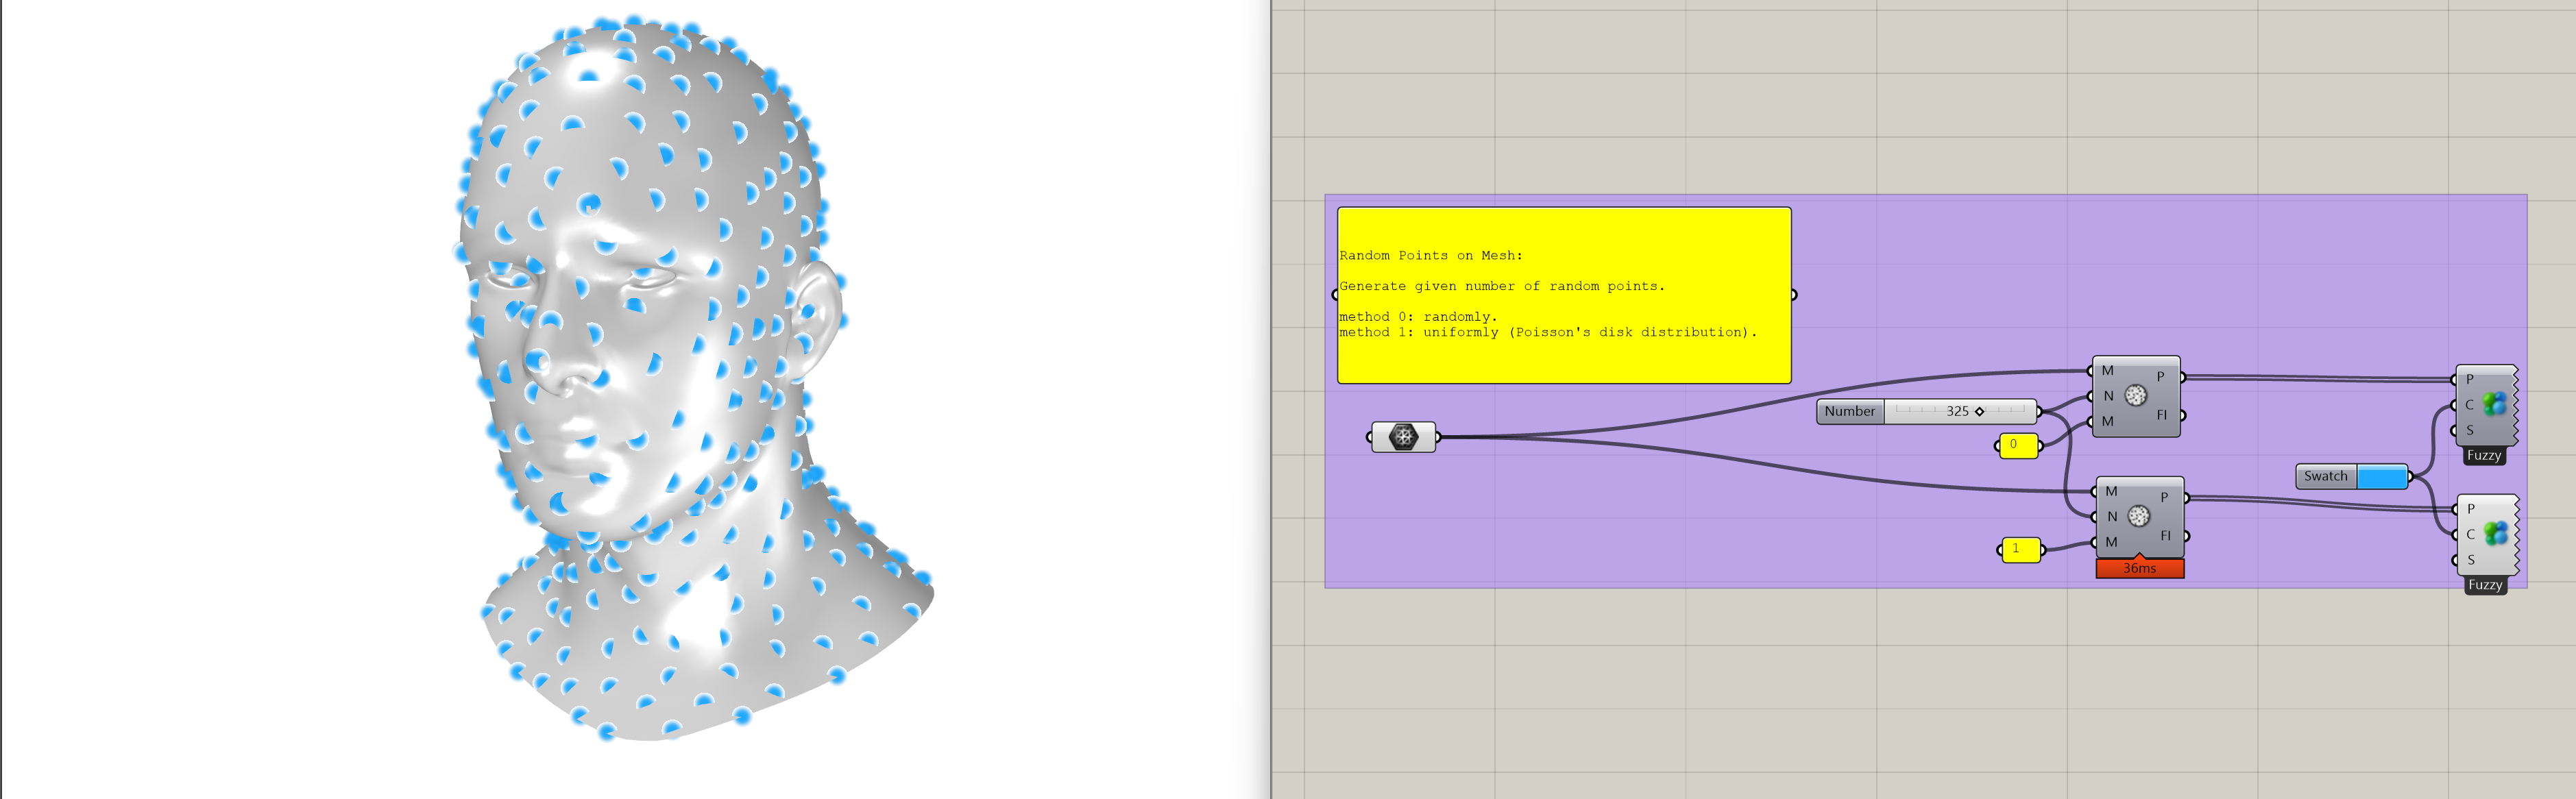 Random Points on Mesh:
Generate given number of random points.
method 0: randomly.
method 1: uniformly (Poisson's disk distribution).
Number 325
0
M
N
M
P
FI
1
M
N
M
P
FI
36ms
Swatch
P
C
S
Fuzzy
P
C
S
Fuzzy